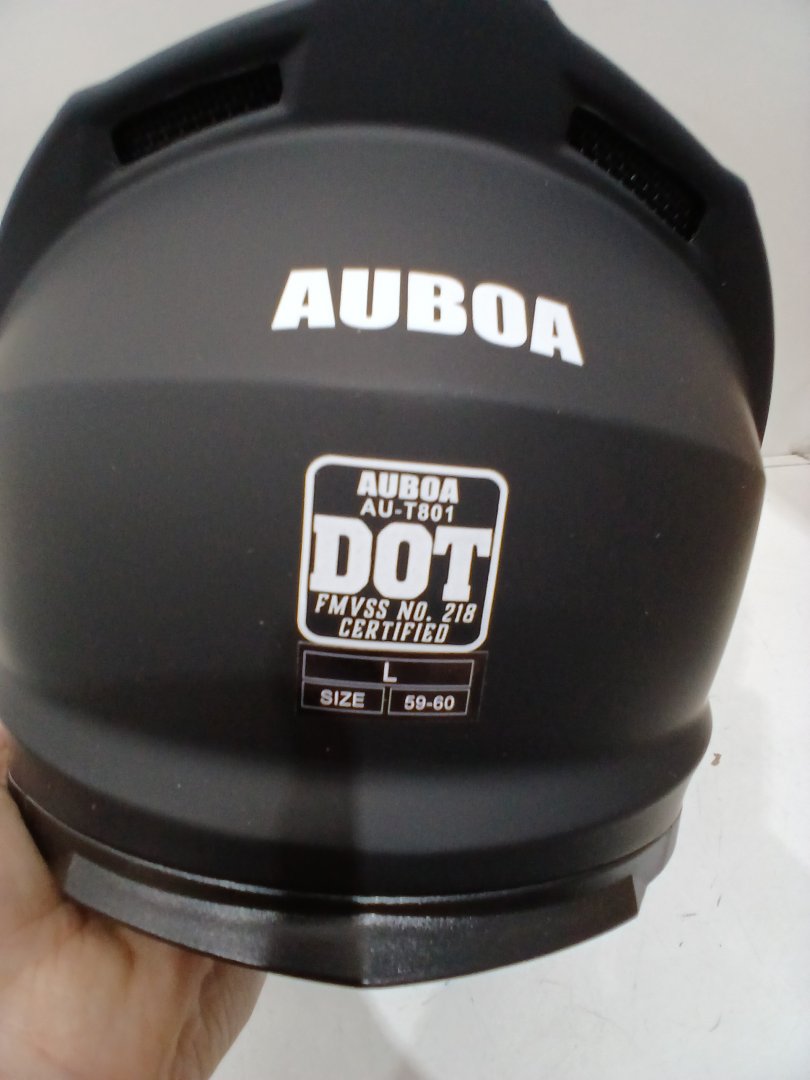 AUBOA
AUBOA
AU-T801
DOT
FMVSS NO. 218
CERTIFIED
L
SIZE 59-60